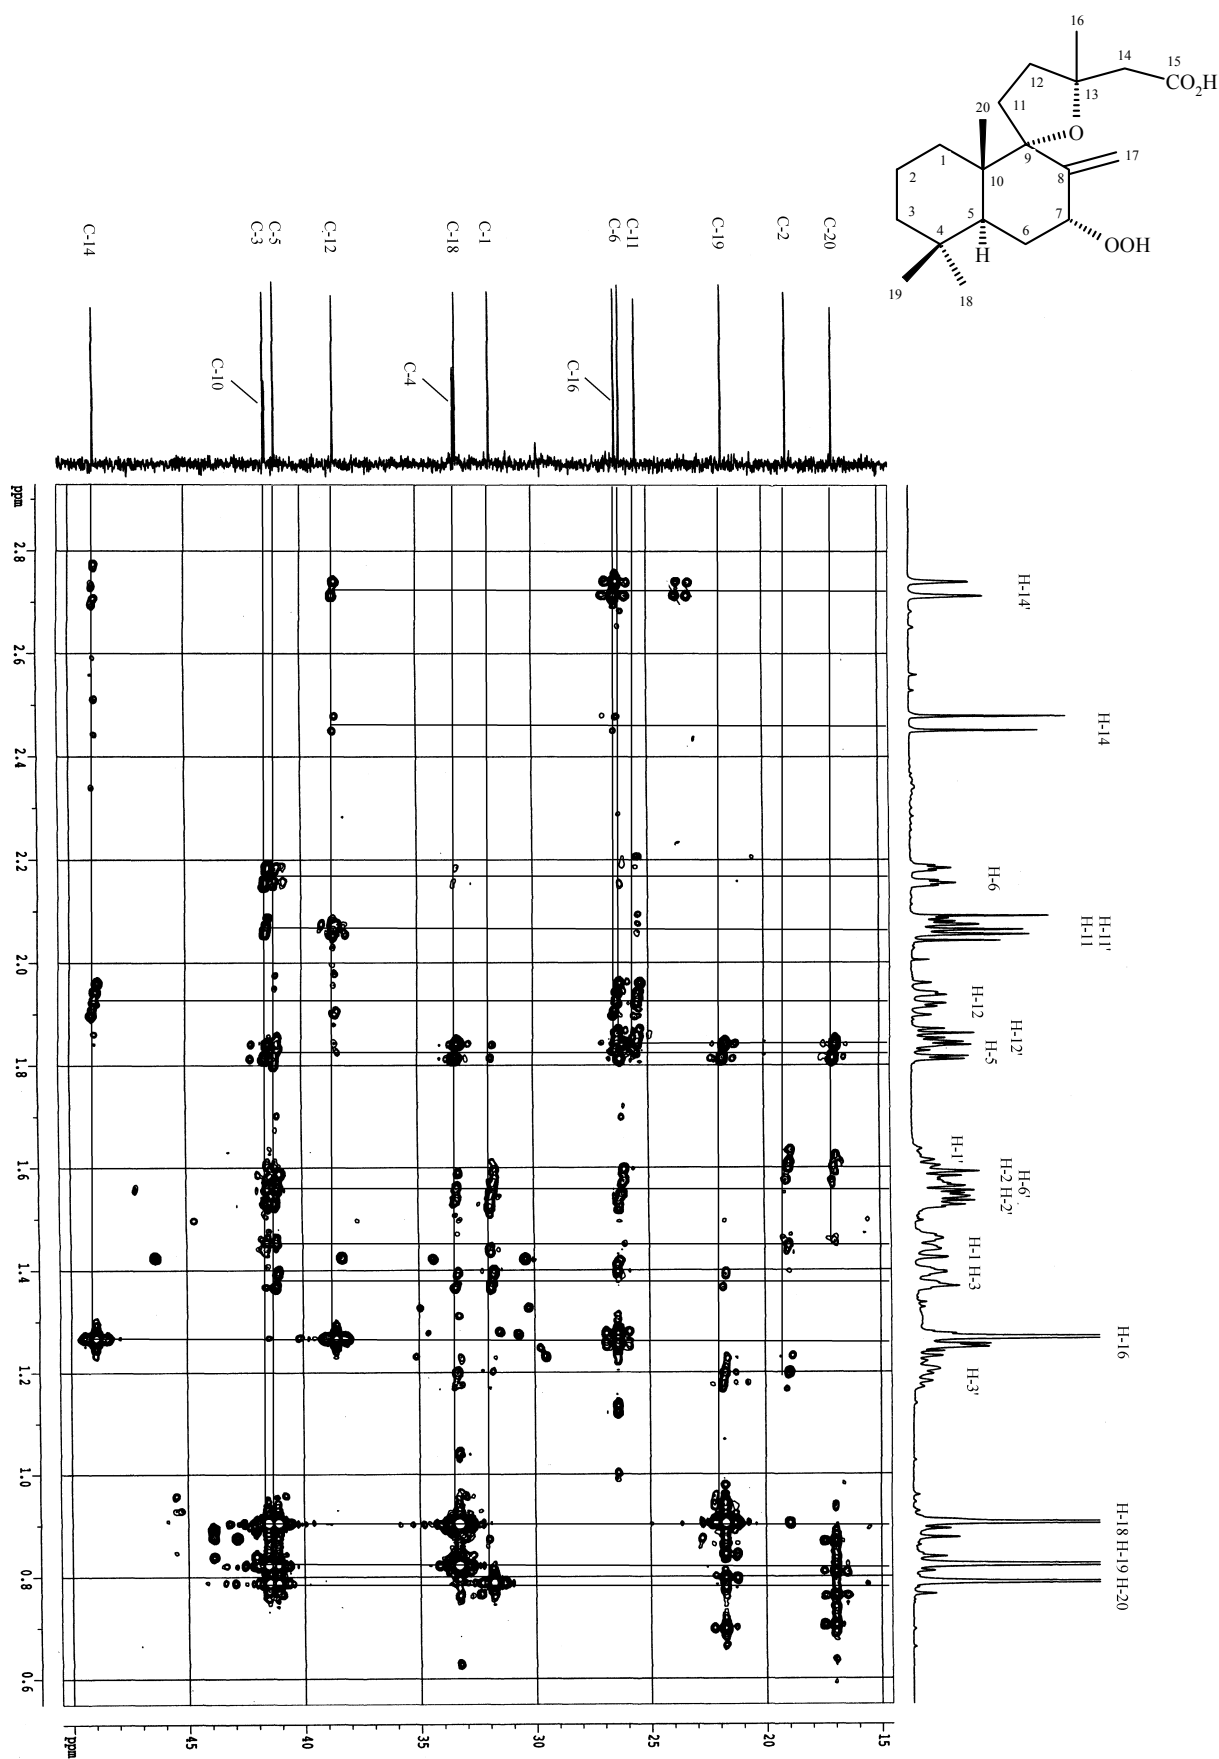 16
14
15
CO₂H
12
13
11
20
O
1
9
17
2
8
10
3
5
7
4
6
OOH
H
19
18
C-14
C-3
C-5
C-12
C-18
C-1
C-6
C-11
C-19
C-2
C-20
C-10
C-4
C-16
H-14'
H-14
H-6
H-11'
H-11
H-12
H-12'
H-5
H-1'
H-6'
H-2 H-2'
H-1 H-3
H-16
H-3'
H-18 H-19 H-20
ppm
2.8
2.6
2.4
2.2
2.0
1.8
1.6
1.4
1.2
1.0
0.8
0.6
45
40
35
30
25
20
15
ppm